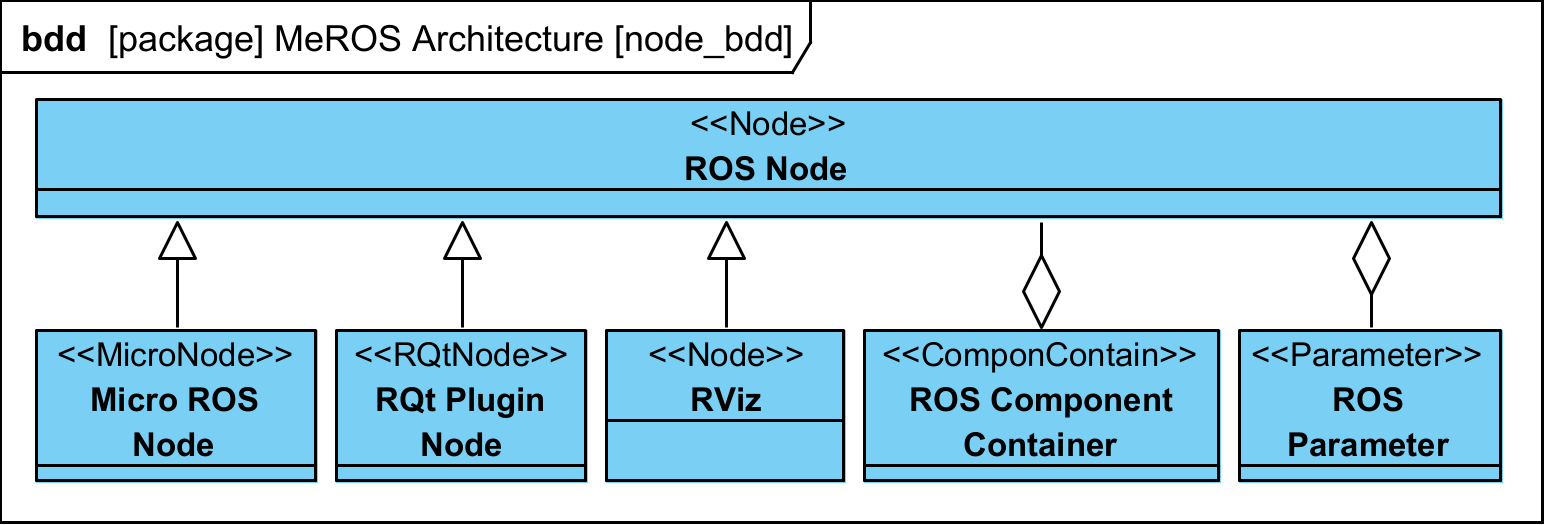 bdd [package] MeROS Architecture [node_bdd]
<<Node>>
ROS Node
<<MicroNode>>
Micro ROS
Node
<<RQtNode>>
RQt Plugin
Node
<<Node>>
RViz
<<ComponContain>>
ROS Component
Container
<<Parameter>>
ROS
Parameter